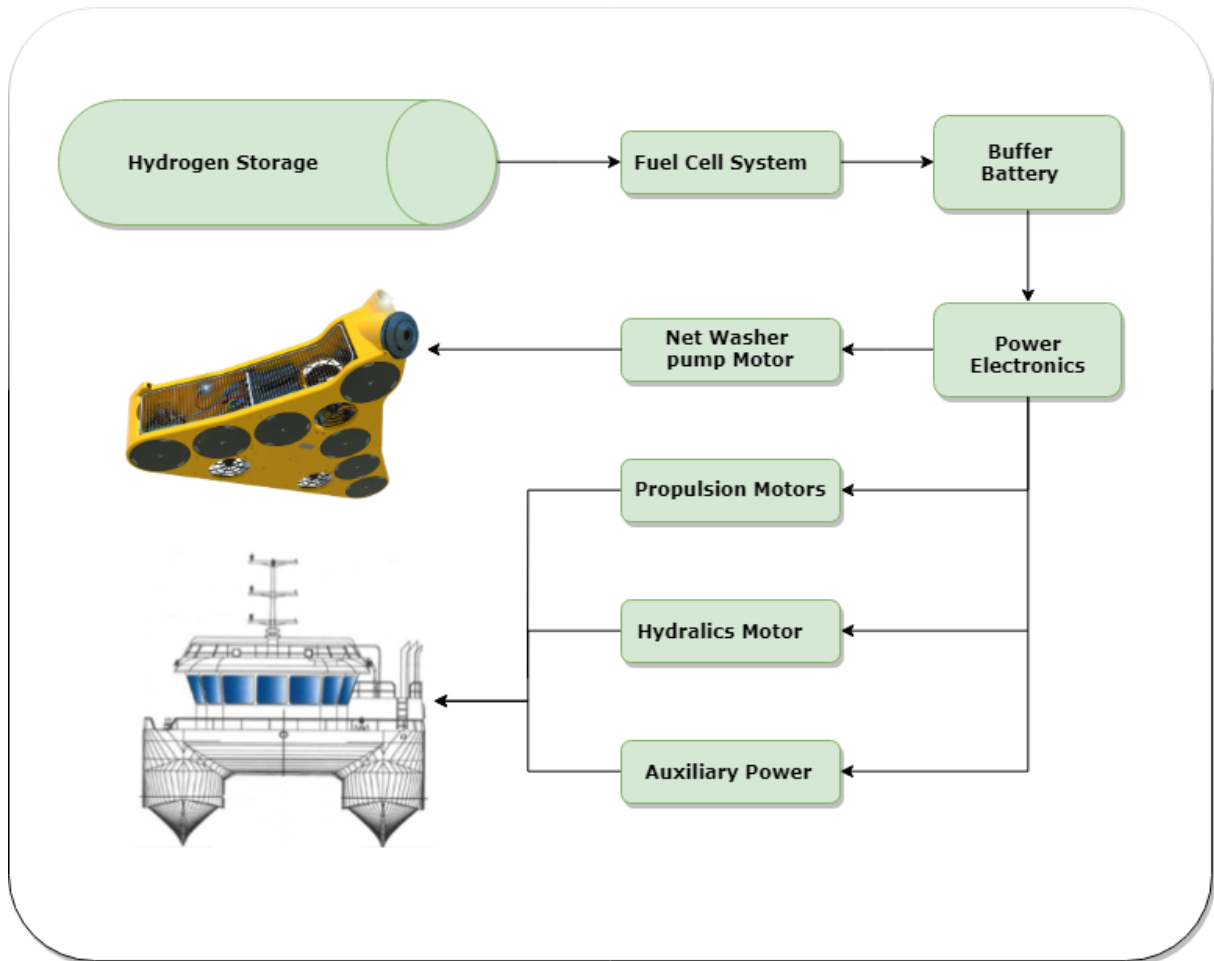 Hydrogen Storage
Fuel Cell System
Buffer
Battery
Net Washer
pump Motor
Power
Electronics
Propulsion Motors
Hydralics Motor
Auxiliary Power